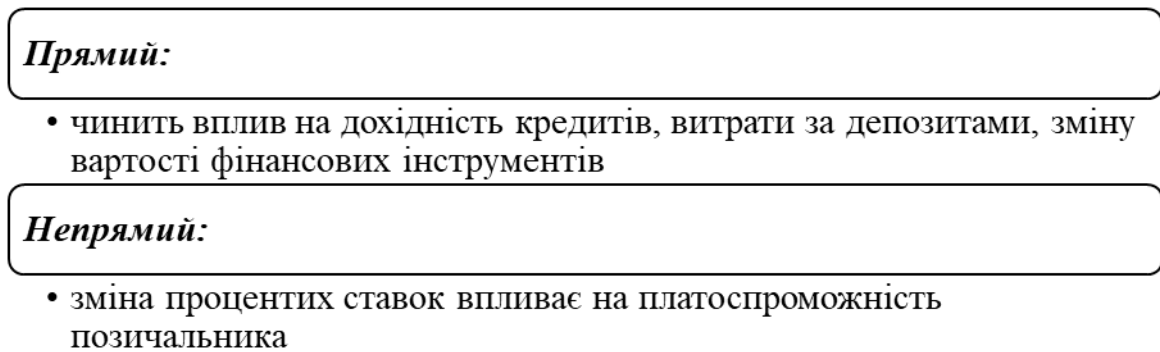 Прямий:
• чинить вплив на дохідність кредитів, витрати за депозитами, зміну
вартості фінансових інструментів
Непрямий:
• зміна процентих ставок впливає на платоспроможність
позичальника